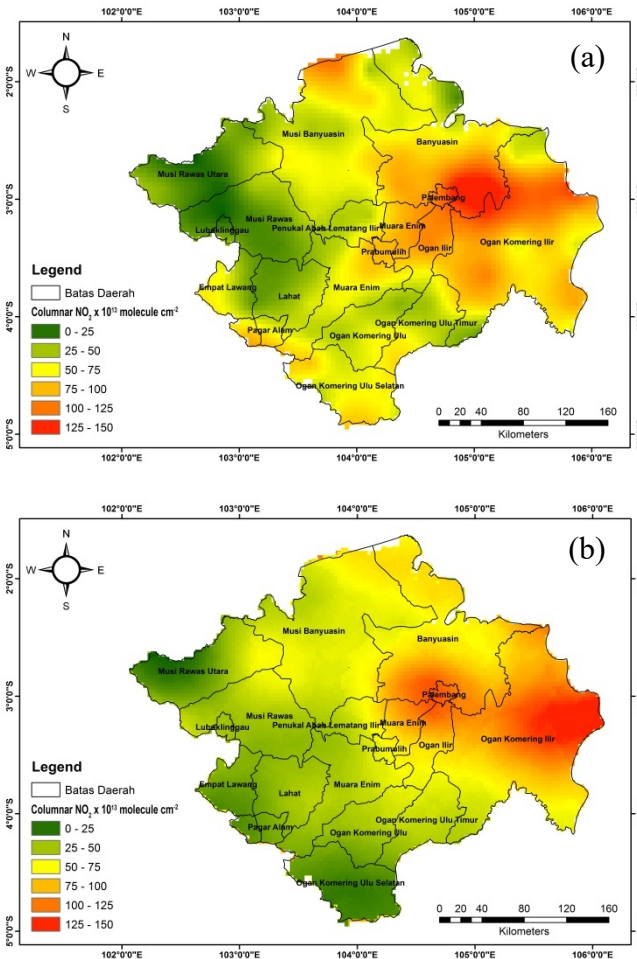 102°0'0"E 103°0'0"E 104°0'0"E 105°0'0"E 106°0'0"E
(a)
N
W E
S
2°0'0"S
3°0'0"S
4°0'0"S
5°0'0"S
Musi Banyuasin
Banyuasin
Musi Rawas Utara
Palembang
Musi Rawas
Penukal Abab Lematang Ilir
Muara Enim
Lubuklinggau
Ogan Ilir
Ogan Komering Ilir
Prabumalih
Empat Lawang
Lahat
Muara Enim
Ogan Komering Ulu Timur
Pagar Alam
Ogan Komering Ulu
Ogan Komering Ulu Selatan
Legend
Batas Daerah
Columnar NO₂ x 10¹³ molecule cm⁻²
0 - 25
25 - 50
50 - 75
75 - 100
100 - 125
125 - 150
0 20 40 80 120 160
Kilometers
102°0'0"E 103°0'0"E 104°0'0"E 105°0'0"E 106°0'0"E
102°0'0"E 103°0'0"E 104°0'0"E 105°0'0"E 106°0'0"E
(b)
N
W E
S
2°0'0"S
3°0'0"S
4°0'0"S
5°0'0"S
Musi Banyuasin
Banyuasin
Musi Rawas Utara
Palembang
Musi Rawas
Penukal Abab Lematang Ilir
Muara Enim
Lubuklinggau
Ogan Ilir
Ogan Komering Ilir
Prabumalih
Empat Lawang
Lahat
Muara Enim
Ogan Komering Ulu Timur
Pagar Alam
Ogan Komering Ulu
Ogan Komering Ulu Selatan
Legend
Batas Daerah
Columnar NO₂ x 10¹³ molecule cm⁻²
0 - 25
25 - 50
50 - 75
75 - 100
100 - 125
125 - 150
0 20 40 80 120 160
Kilometers
102°0'0"E 103°0'0"E 104°0'0"E 105°0'0"E 106°0'0"E